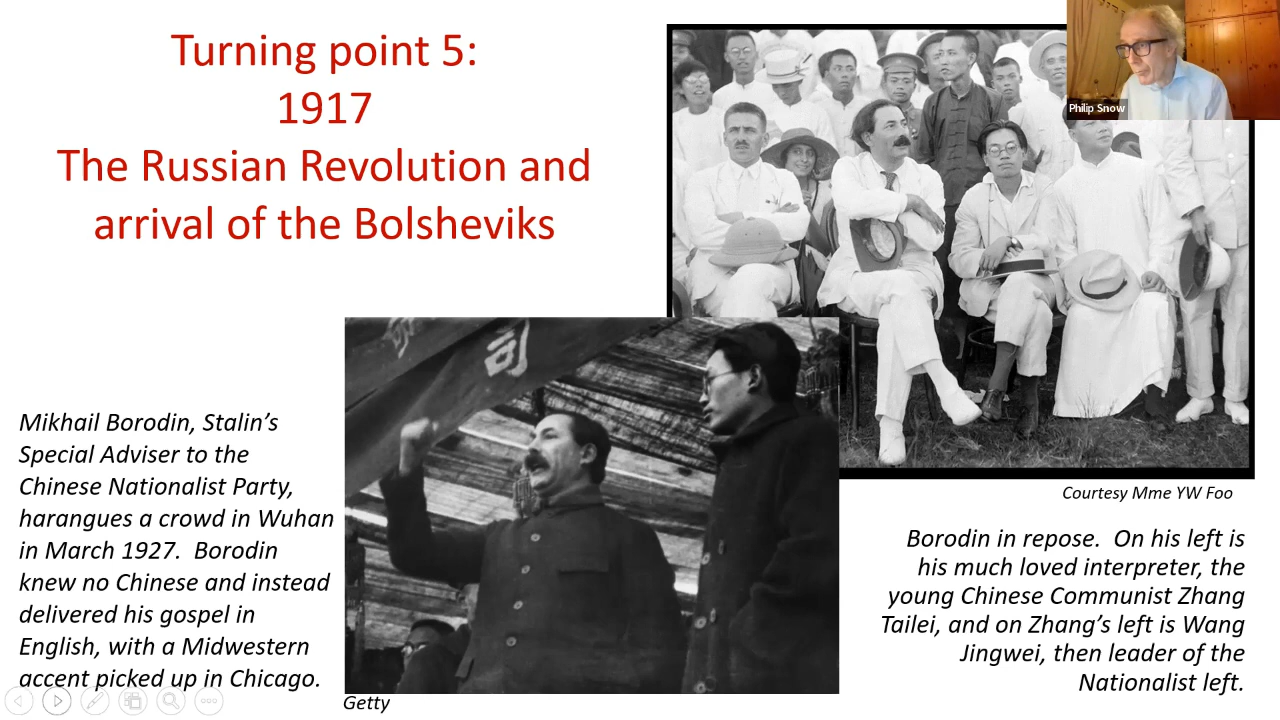 Turning point 5:
1917
The Russian Revolution and
arrival of the Bolsheviks
Philip Snow
司
Mikhail Borodin, Stalin's
Special Adviser to the
Chinese Nationalist Party,
harangues a crowd in Wuhan
in March 1927.  Borodin
knew no Chinese and instead
delivered his gospel in
English, with a Midwestern
accent picked up in Chicago.
Getty
Courtesy Mme YW Foo
Borodin in repose.  On his left is
his much loved interpreter, the
young Chinese Communist Zhang
Tailei, and on Zhang's left is Wang
Jingwei, then leader of the
Nationalist left.